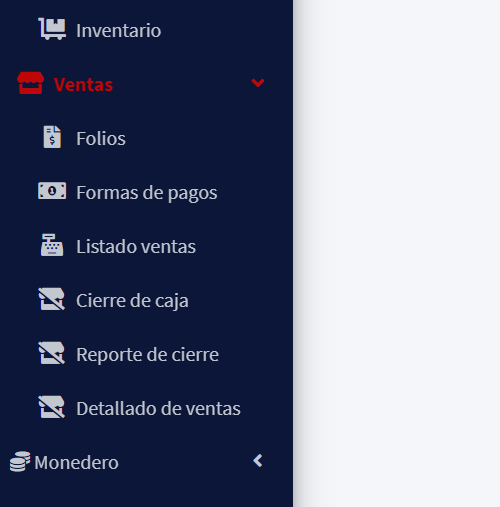 Inventario
Ventas
Folios
Formas de pagos
Listado ventas
Cierre de caja
Reporte de cierre
Detallado de ventas
Monedero